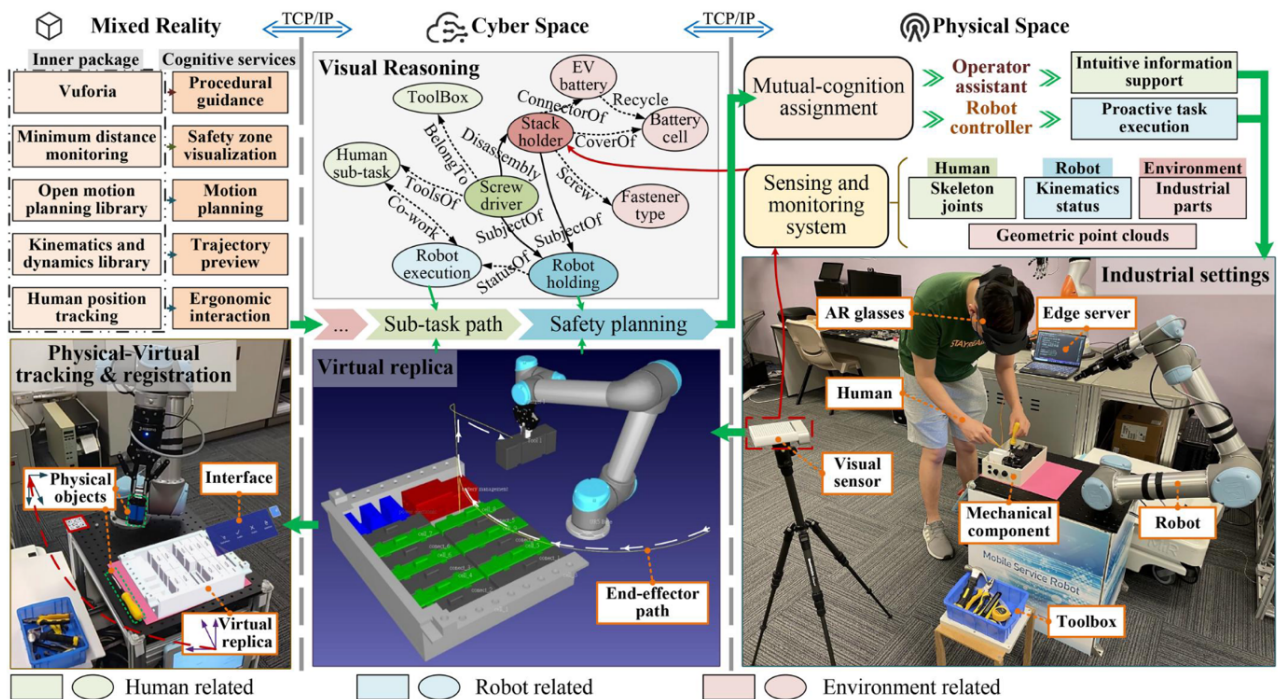 Mixed Reality
TCP/IP
Cyber Space
TCP/IP
Physical Space
Inner package
Cognitive services
Vuforia
Procedural
guidance
Minimum distance
monitoring
Safety zone
visualization
Open motion
planning library
Motion
planning
Kinematics and
dynamics library
Trajectory
preview
Human position
tracking
Ergonomic
interaction
Visual Reasoning
EV
battery
ToolBox
ConnectorOf
Recycle
Stack
holder
Battery
cell
CoverOf
BelongTo
Disassembly
Human
sub-task
ToolsOf
Screw
driver
Screw
Fastener
type
Co-work
SubjectOf
SubjectOf
Robot
execution
StatusOf
Robot
holding
...
Sub-task path
Safety planning
Mutual-cognition
assignment
Operator
assistant
Robot
controller
Intuitive information
support
Proactive task
execution
Sensing and
monitoring
system
Human
Skeleton
joints
Robot
Kinematics
status
Environment
Industrial
parts
Geometric point clouds
Physical-Virtual
tracking & registration
Physical
objects
Interface
Virtual
replica
Virtual replica
End-effector
path
Industrial settings
AR glasses
Edge server
Human
Visual
sensor
Mechanical
component
Robot
Mobile Service Robot
Toolbox
Human related
Robot related
Environment related